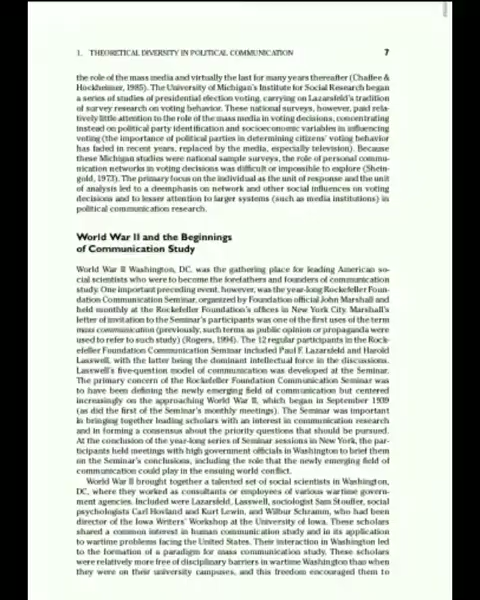 1. THEORETICAL DIVERSITY IN POLITICAL COMMUNICATION 7
the role of the mass media and virtually the last for many years thereafter (Chaffee &
Hockheimer, 1985). The University of Michigan's Institute for Social Research began
a series of studies of presidential election voting, carrying on Lazarsfeld's tradition
of survey research on voting behavior. These national surveys, however, paid rela-
tively little attention to the role of the mass media in voting decisions, concentrating
instead on political party identification and socioeconomic variables in influencing
voting (the importance of political parties in determining citizens' voting behavior
has faded in recent years, replaced by the media, especially television). Because
these Michigan studies were national sample surveys, the role of personal commu-
nication networks in voting decisions was difficult or impossible to explore (Shein-
gold, 1973). The primary focus on the individual as the unit of response and the unit
of analysis led to a deemphasis on network and other social influences on voting
decisions and to lesser attention to larger systems (such as media institutions) in
political communication research.
World War II and the Beginnings
of Communication Study
World War II Washington, DC, was the gathering place for leading American so-
cial scientists who were to become the forefathers and founders of communication
study. One important preceding event, however, was the year-long Rockefeller Foun-
dation Communication Seminar, organized by Foundation official John Marshall and
held monthly at the Rockefeller Foundation's offices in New York City. Marshall's
letter of invitation to the Seminar's participants was one of the first uses of the term
mass communication (previously, such terms as public opinion or propaganda were
used to refer to such study) (Rogers, 1994). The 12 regular participants in the Rock-
efeller Foundation Communication Seminar included Paul F. Lazarsfeld and Harold
Lasswell, with the latter being the dominant intellectual force in the discussions.
Lasswell's five-question model of communication was developed at the Seminar.
The primary concern of the Rockefeller Foundation Communication Seminar was
to have been defining the newly emerging field of communication but centered
increasingly on the approaching World War II, which began in September 1939
(as did the first of the Seminar's monthly meetings). The Seminar was important
in bringing together leading scholars with an interest in communication research
and in forming a consensus about the priority questions that should be pursued.
At the conclusion of the year-long series of Seminar sessions in New York, the par-
ticipants held meetings with high government officials in Washington to brief them
on the Seminar's conclusions, including the role that the newly emerging field of
communication could play in the ensuing world conflict.
World War II brought together a talented set of social scientists in Washington,
DC, where they worked as consultants or employees of various wartime govern-
ment agencies. Included were Lazarsfeld, Lasswell, sociologist Sam Stouffer, social
psychologists Carl Hovland and Kurt Lewin, and Wilbur Schramm, who had been
director of the Iowa Writers' Workshop at the University of Iowa. These scholars
shared a common interest in human communication study and in its application
to wartime problems facing the United States. Their interaction in Washington led
to the formation of a paradigm for mass communication study. These scholars
were relatively more free of disciplinary barriers in wartime Washington than when
they were on their university campuses, and this freedom encouraged them to